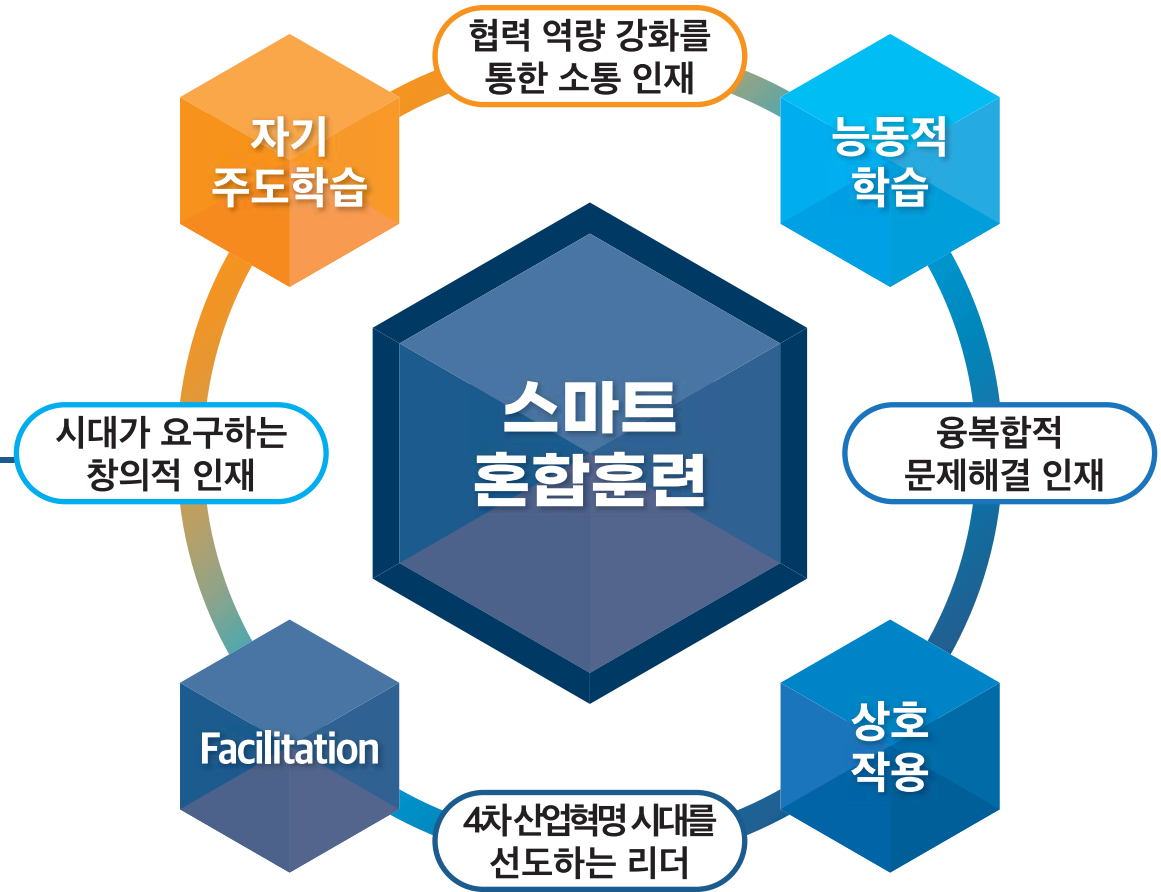 협력 역량 강화를
통한 소통 인재
자기
주도학습
능동적
학습
스마트
혼합훈련
시대가 요구하는
창의적 인재
융복합적
문제해결 인재
Facilitation
상호
작용
4차 산업혁명 시대를
선도하는 리더